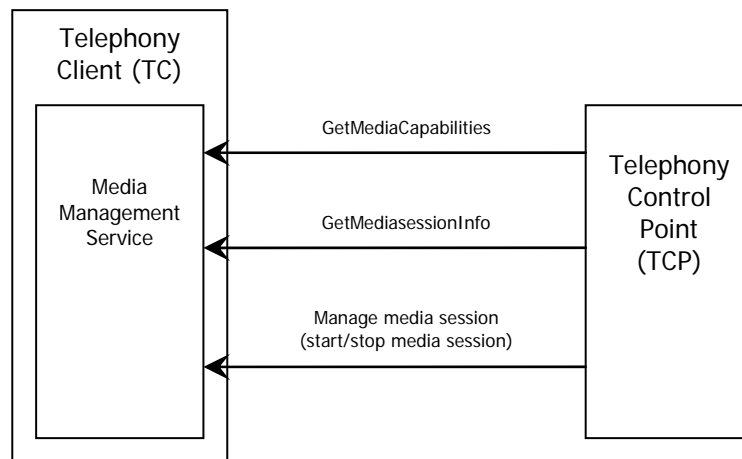 Telephony
Client (TC)
Media
Management
Service
GetMediaCapabilities
GetMediasessionInfo
Manage media session
(start/stop media session)
Telephony
Control
Point
(TCP)